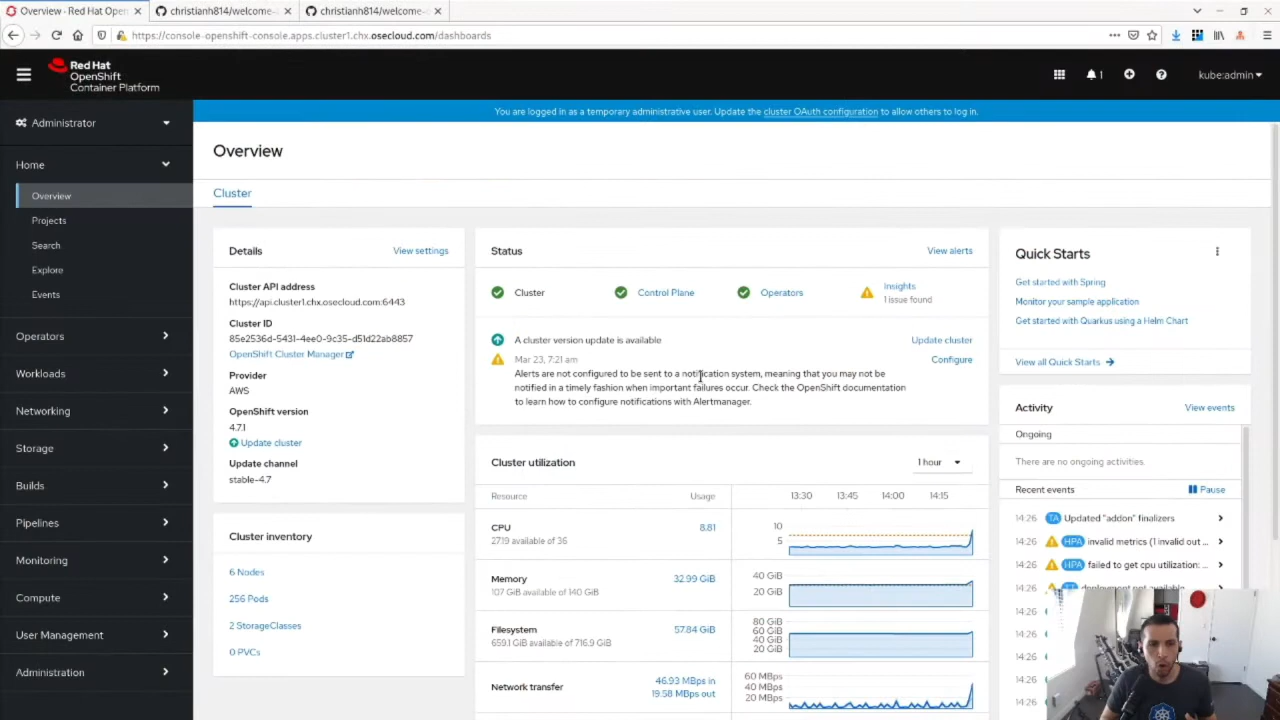 Overview · Red Hat Open
christianh814/welcome-
christianh814/welcome-
https://console-openshift-console.apps.cluster1.chx.osecloud.com/dashboards
Red Hat
OpenShift
Container Platform
1
kube:admin
You are logged in as a temporary administrative user. Update the cluster OAuth configuration to allow others to log in.
Administrator
Home
Overview
Projects
Search
Explore
Events
Operators
Workloads
Networking
Storage
Builds
Pipelines
Monitoring
Compute
User Management
Administration
Overview
Cluster
Details
View settings
Cluster API address
https://api.cluster1.chx.osecloud.com:6443
Cluster ID
85e2536d-5431-4ee0-9c35-d51d22ab8857
OpenShift Cluster Manager
Provider
AWS
OpenShift version
4.7.1
Update cluster
Update channel
stable-4.7
Cluster inventory
6 Nodes
256 Pods
2 StorageClasses
0 PVCs
Status
View alerts
Cluster
Control Plane
Operators
Insights
1 issue found
A cluster version update is available
Update cluster
Mar 23, 7:21 am
Configure
Alerts are not configured to be sent to a notification system, meaning that you may not be
notified in a timely fashion when important failures occur. Check the OpenShift documentation
to learn how to configure notifications with Alertmanager.
Cluster utilization
1 hour
Resource
Usage
13:30
13:45
14:00
14:15
CPU
8.81
27.19 available of 36
10
5
Memory
32.99 GiB
107 GiB available of 140 GiB
40 GiB
20 GiB
Filesystem
57.84 GiB
659.1 GiB available of 716.9 GiB
80 GiB
60 GiB
40 GiB
20 GiB
Network transfer
46.93 MBps in
19.58 MBps out
60 MBps
40 MBps
20 MBps
Quick Starts
Get started with Spring
Monitor your sample application
Get started with Quarkus using a Helm Chart
View all Quick Starts
Activity
View events
Ongoing
There are no ongoing activities.
Recent events
Pause
14:26 TA Updated "addon" finalizers
14:26 HPA invalid metrics (1 invalid out ...
14:26 HPA failed to get cpu utilization: ...
14:26 deployment not available
14:26
14:26
14:26
14:26